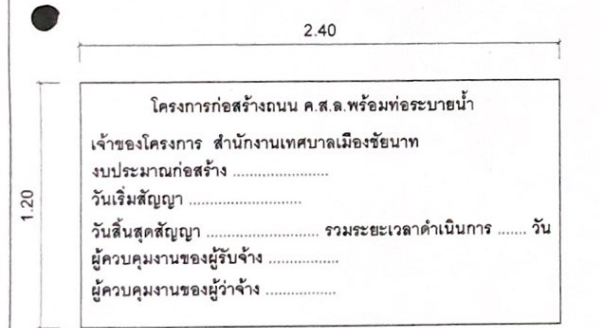 2.40
1.20
โครงการก่อสร้างถนน ค.ส.ล.พร้อมท่อระบายน้ำ
เจ้าของโครงการ สำนักงานเทศบาลเมืองชัยนาท
งบประมาณก่อสร้าง ......................
วันเริ่มสัญญา ..........................
วันสิ้นสุดสัญญา .......................... รวมระยะเวลาดำเนินการ ....... วัน
ผู้ควบคุมงานของผู้รับจ้าง ................
ผู้ควบคุมงานของผู้ว่าจ้าง ................